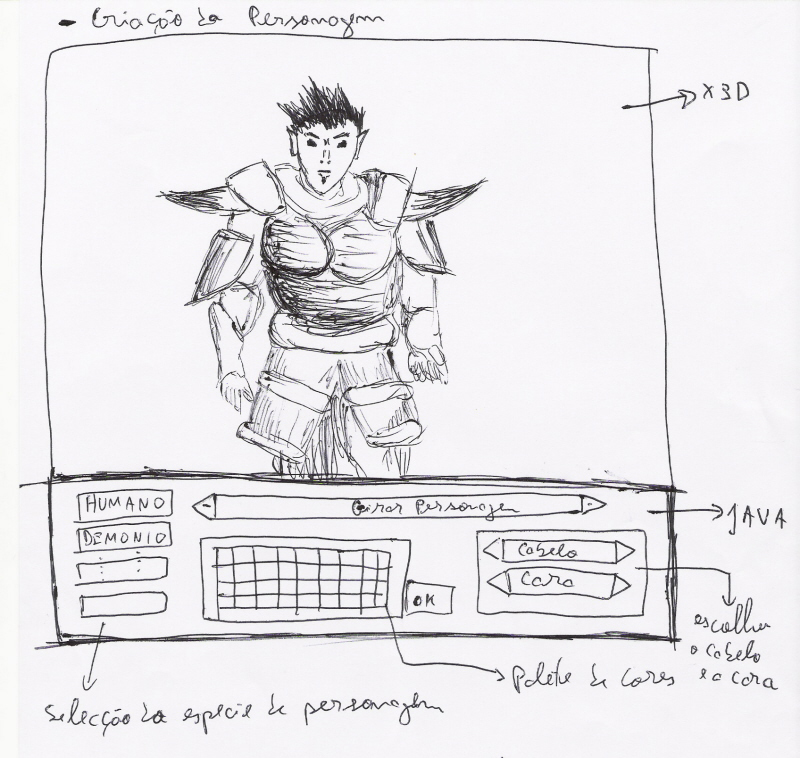 - Criação da Personagem
X3D
HUMANO
Girar Personagem
JAVA
DEMONIO
Cabelo
Cara
OK
escolher
o cabelo
e a cara
Palete de Cores
Selecção da espécie de personagem